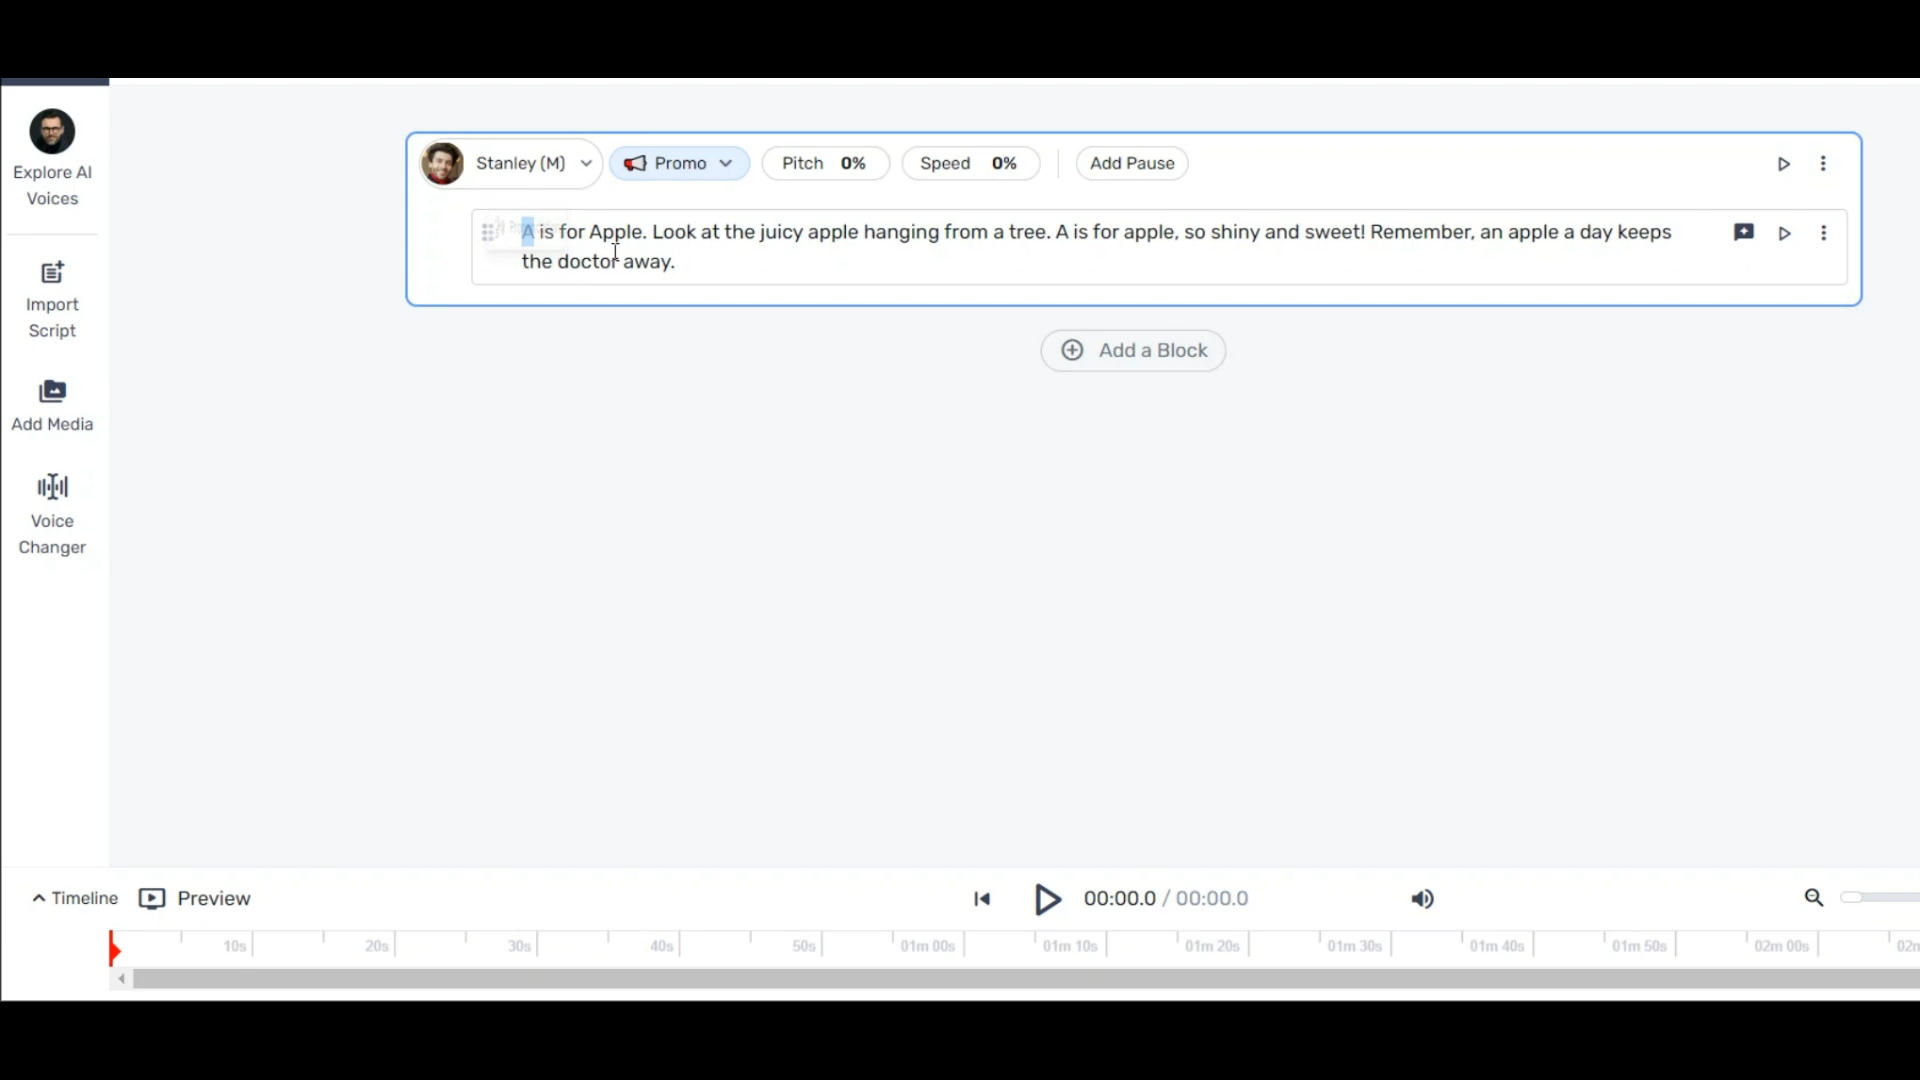 Explore AI
Voices
Import
Script
Add Media
Voice
Changer
Stanley (M)
Promo
Pitch 0%
Speed 0%
Add Pause
A is for Apple. Look at the juicy apple hanging from a tree. A is for apple, so shiny and sweet! Remember, an apple a day keeps
the doctor away.
Add a Block
Timeline
Preview
00:00.0 / 00:00.0
10s 20s 30s 40s 50s 01m 00s 01m 10s 01m 20s 01m 30s 01m 40s 01m 50s 02m 00s